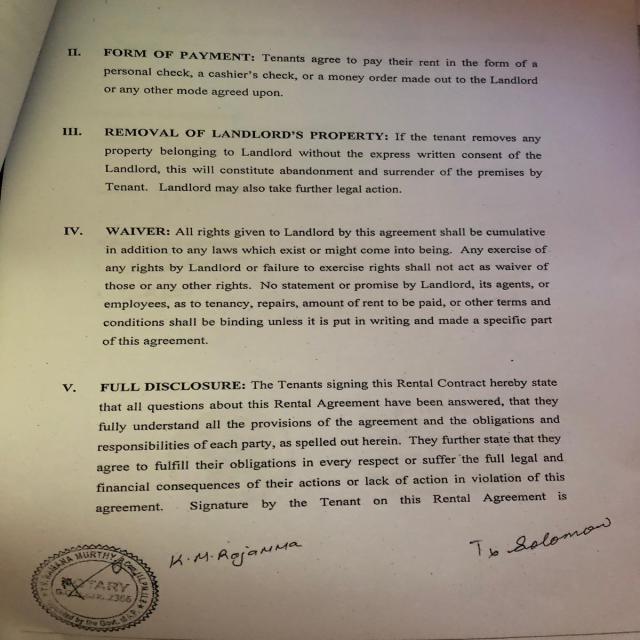 II. FORM OF PAYMENT: Tenants agree to pay their rent in the form of a
personal check, a cashier's check, or a money order made out to the Landlord
or any other mode agreed upon.
III. REMOVAL OF LANDLORD'S PROPERTY: If the tenant removes any
property belonging to Landlord without the express written consent of the
Landlord, this will constitute abandonment and surrender of the premises by
Tenant. Landlord may also take further legal action.
IV. WAIVER: All rights given to Landlord by this agreement shall be cumulative
in addition to any laws which exist or might come into being. Any exercise of
any rights by Landlord or failure to exercise rights shall not act as waiver of
those or any other rights. No statement or promise by Landlord, its agents, or
employees, as to tenancy, repairs, amount of rent to be paid, or other terms and
conditions shall be binding unless it is put in writing and made a specific part
of this agreement.
V. FULL DISCLOSURE: The Tenants signing this Rental Contract hereby state
that all questions about this Rental Agreement have been answered, that they
fully understand all the provisions of the agreement and the obligations and
responsibilities of each party, as spelled out herein. They further state that they
agree to fulfill their obligations in every respect or suffer the full legal and
financial consequences of their actions or lack of action in violation of this
agreement. Signature by the Tenant on this Rental Agreement is
K.M. Rojamma
Solomon
RAMANA MURTHY
NOTARY